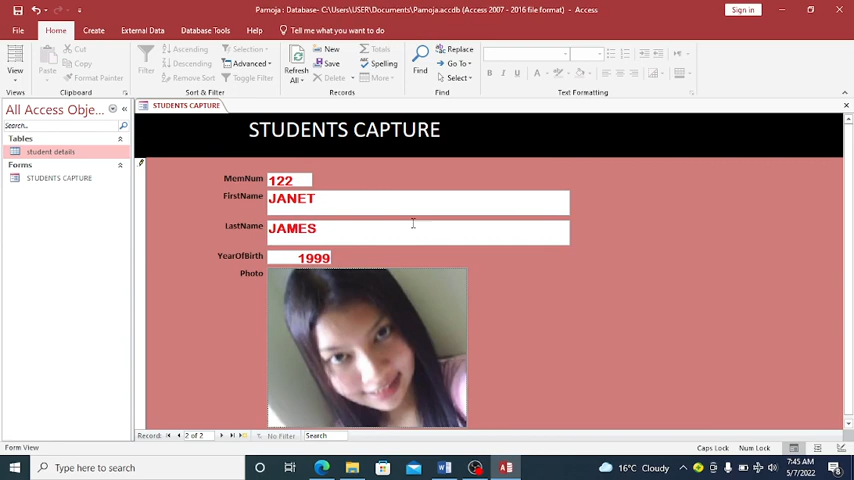 Pamoja : Database- C:\Users\USER\Documents\Pamoja.accdb (Access 2007 - 2016 file format) - Access
Sign in
File Home Create External Data Database Tools Help Tell me what you want to do
View
Views
Paste
Cut
Copy
Format Painter
Clipboard
Filter
Ascending
Descending
Remove Sort
Selection
Advanced
Toggle Filter
Sort & Filter
Refresh
All
New
Save
Delete
Totals
Spelling
More
Records
Find
Replace
Go To
Select
Find
B I U
Text Formatting
All Access Obje...
Search..
Tables
student details
Forms
STUDENTS CAPTURE
STUDENTS CAPTURE
STUDENTS CAPTURE
MemNum 122
FirstName JANET
LastName JAMES
YearOfBirth 1999
Photo
Record: 2 of 2 No Filter Search
Form View
Caps Lock Num Lock
Type here to search
16°C Cloudy
7:45 AM
5/7/2022